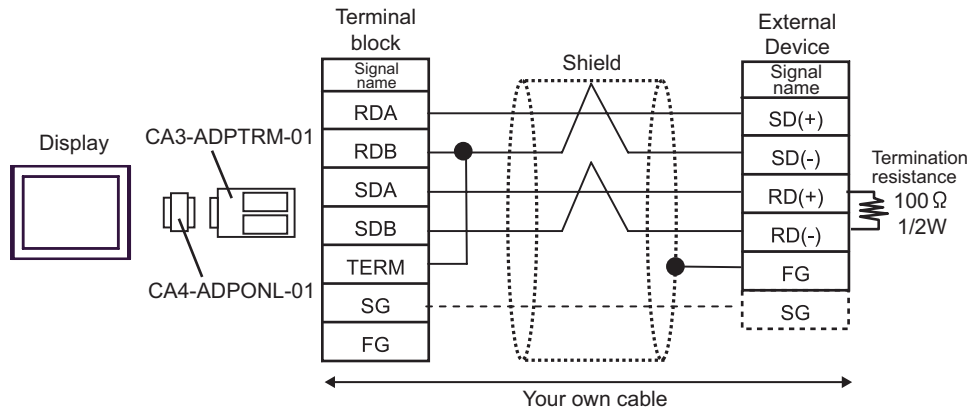 Display
CA3-ADPTRM-01
CA4-ADPONL-01
Terminal
block
Signal
name
RDA
RDB
SDA
SDB
TERM
SG
FG
Shield
External
Device
Signal
name
SD(+)
SD(-)
RD(+)
RD(-)
FG
SG
Termination
resistance
100 Ω
1/2W
Your own cable